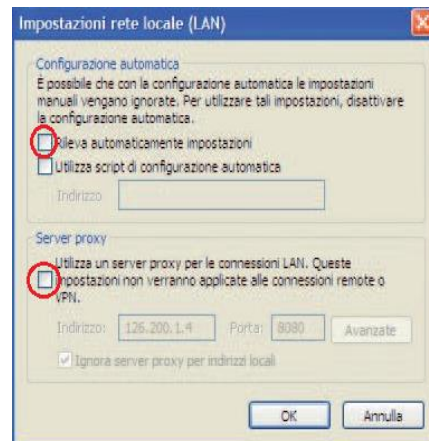 Impostazioni rete locale (LAN)
Configurazione automatica
È possibile che con la configurazione automatica le impostazioni
manuali vengano ignorate. Per utilizzare tali impostazioni, disattivare
la configurazione automatica.
Rileva automaticamente impostazioni
Utilizza script di configurazione automatica
Indirizzo
Server proxy
Utilizza un server proxy per le connessioni LAN. Queste
impostazioni non verranno applicate alle connessioni remote o
VPN.
Indirizzo: 126.200.1.4 Porta: 8080 Avanzate
Ignora server proxy per indirizzi locali
OK Annulla